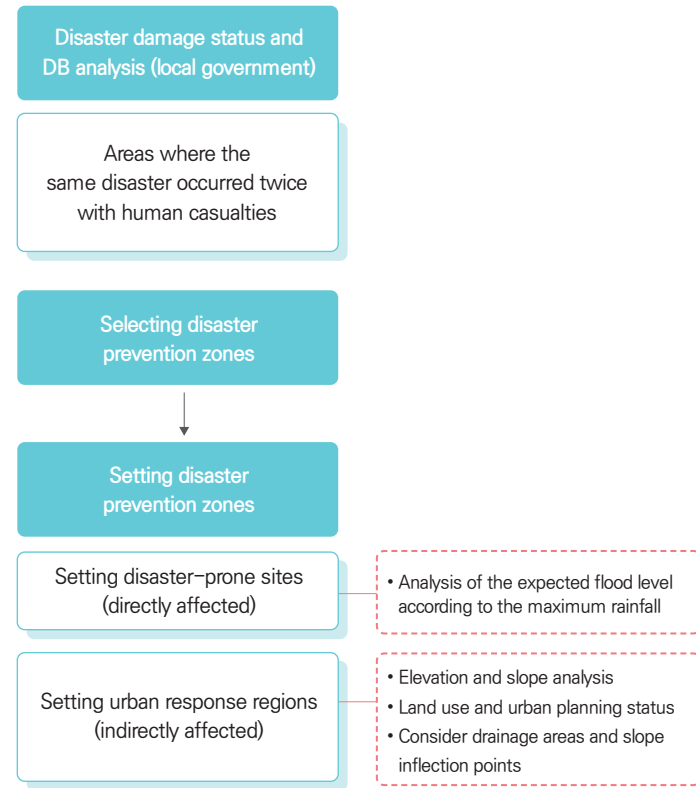 Disaster damage status and
DB analysis (local government)
Areas where the
same disaster occurred twice
with human casualties
Selecting disaster
prevention zones
Setting disaster
prevention zones
Setting disaster-prone sites
(directly affected)
• Analysis of the expected flood level
according to the maximum rainfall
Setting urban response regions
(indirectly affected)
• Elevation and slope analysis
• Land use and urban planning status
• Consider drainage areas and slope
inflection points